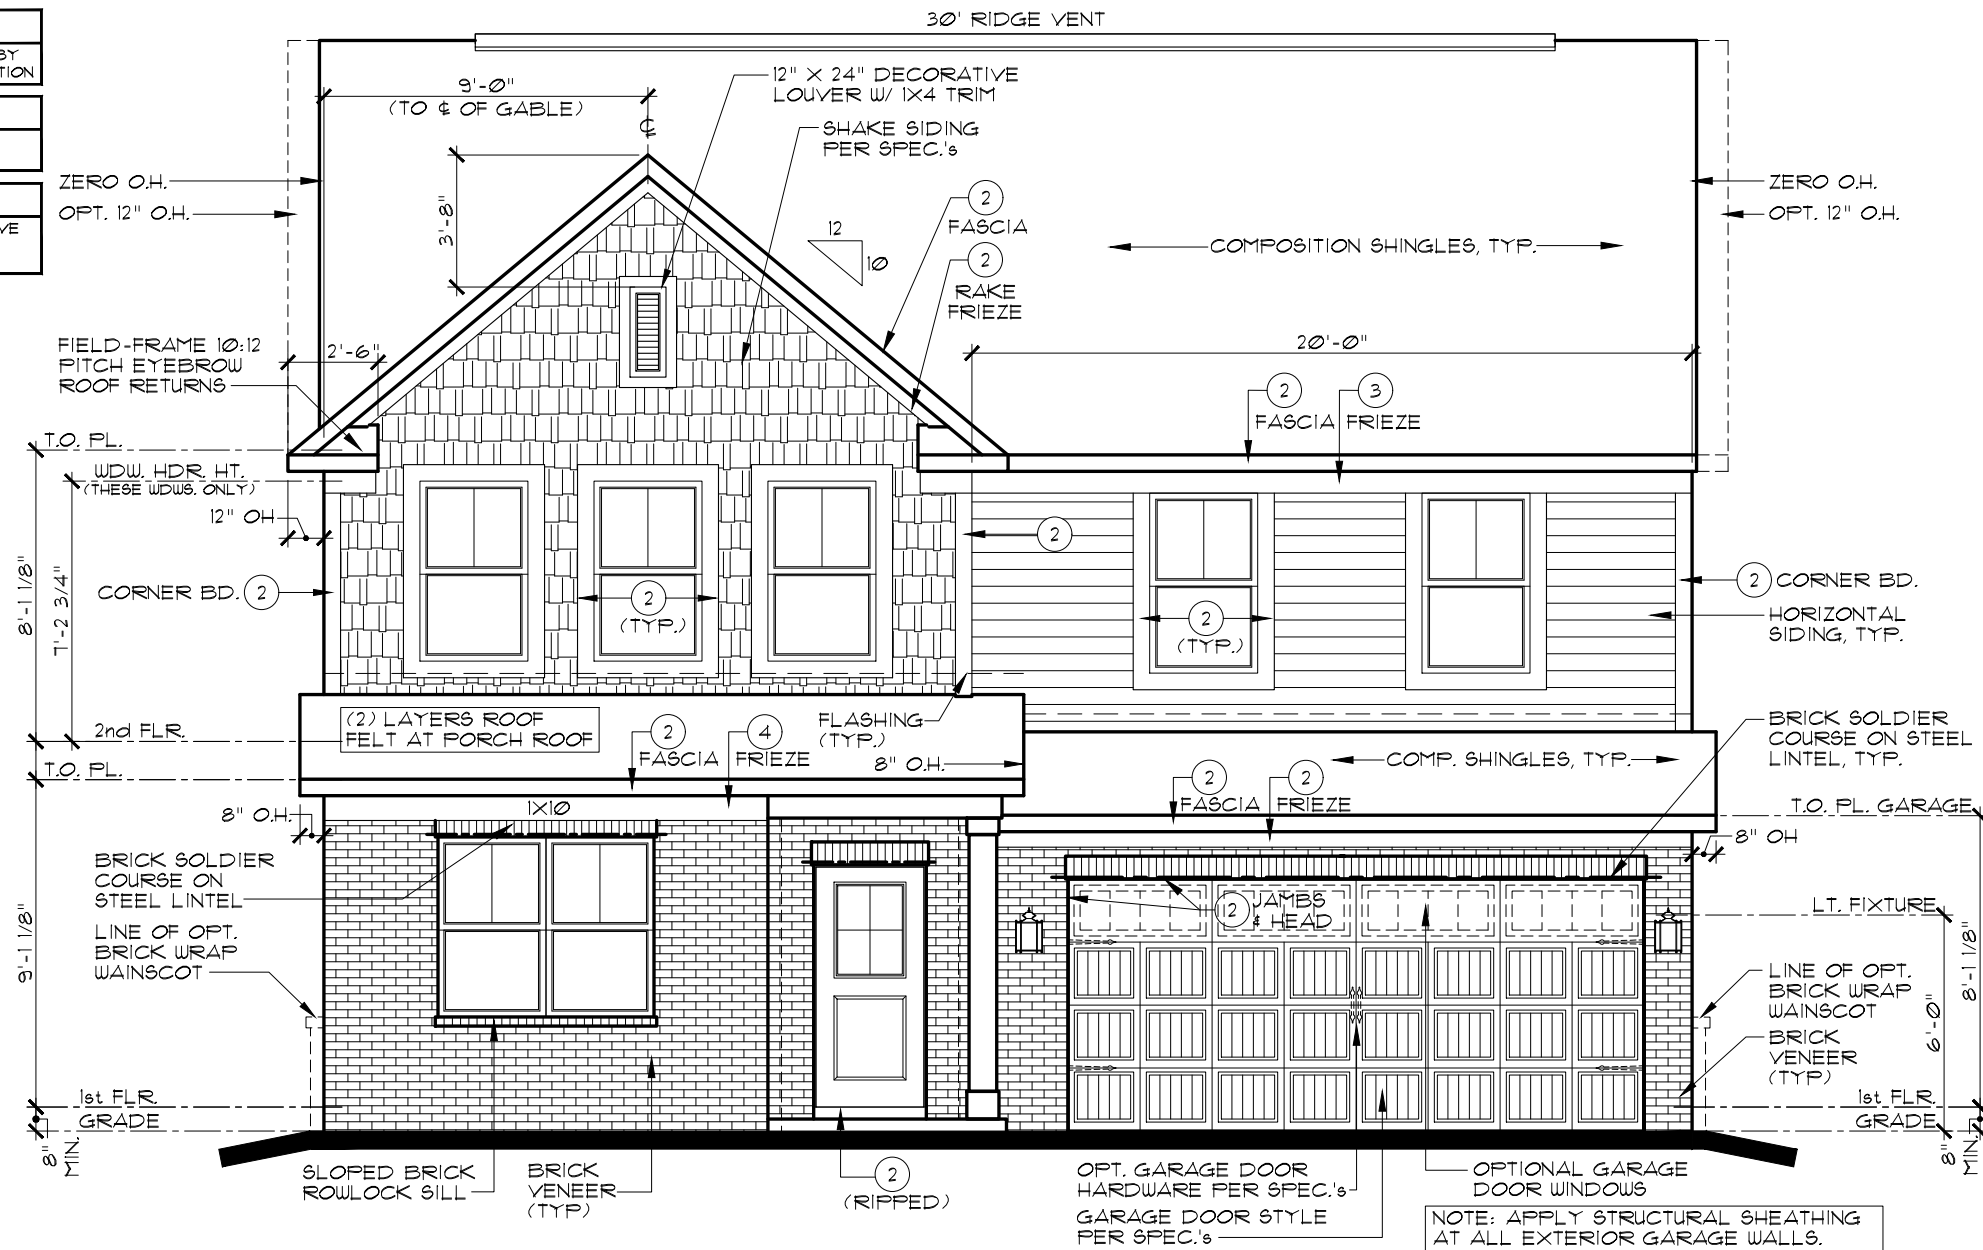 30' RIDGE VENT
BY
TION
VE
9'-0"
(TO ℄ OF GABLE)
℄
12" X 24" DECORATIVE
LOUVER W/ 1X4 TRIM
SHAKE SIDING
PER SPEC.'s
ZERO O.H.
OPT. 12" O.H.
3'-8"
12
10
2
FASCIA
2
RAKE
FRIEZE
ZERO O.H.
OPT. 12" O.H.
COMPOSITION SHINGLES, TYP.
FIELD-FRAME 10:12
PITCH EYEBROW
ROOF RETURNS
2'-6"
20'-0"
2
FASCIA
3
FRIEZE
T.O. PL.
WDW. HDR. HT.
(THESE WDWS. ONLY)
12" OH
8'-1 1/8"
7'-2 3/4"
CORNER BD. 2
2
(TYP.)
2
2
(TYP.)
2 CORNER BD.
HORIZONTAL
SIDING, TYP.
2nd FLR.
(2) LAYERS ROOF
FELT AT PORCH ROOF
FLASHING
(TYP.)
2
FASCIA
4
FRIEZE
8" O.H.
BRICK SOLDIER
COURSE ON STEEL
LINTEL, TYP.
COMP. SHINGLES, TYP.
T.O. PL.
2
FASCIA
2
FRIEZE
T.O. PL. GARAGE
8" O.H.
1X10
8" OH
BRICK SOLDIER
COURSE ON
STEEL LINTEL
LINE OF OPT.
BRICK WRAP
WAINSCOT
9'-1 1/8"
2
JAMBS
& HEAD
LT. FIXTURE
8'-1 1/8"
6'-0"
LINE OF OPT.
BRICK WRAP
WAINSCOT
BRICK
VENEER
(TYP)
1st FLR.
GRADE
8"
MIN.
1st FLR.
GRADE
8"
MIN.
SLOPED BRICK
ROWLOCK SILL
BRICK
VENEER
(TYP)
2
(RIPPED)
OPT. GARAGE DOOR
HARDWARE PER SPEC.'s
GARAGE DOOR STYLE
PER SPEC.'s
OPTIONAL GARAGE
DOOR WINDOWS
NOTE: APPLY STRUCTURAL SHEATHING
AT ALL EXTERIOR GARAGE WALLS.